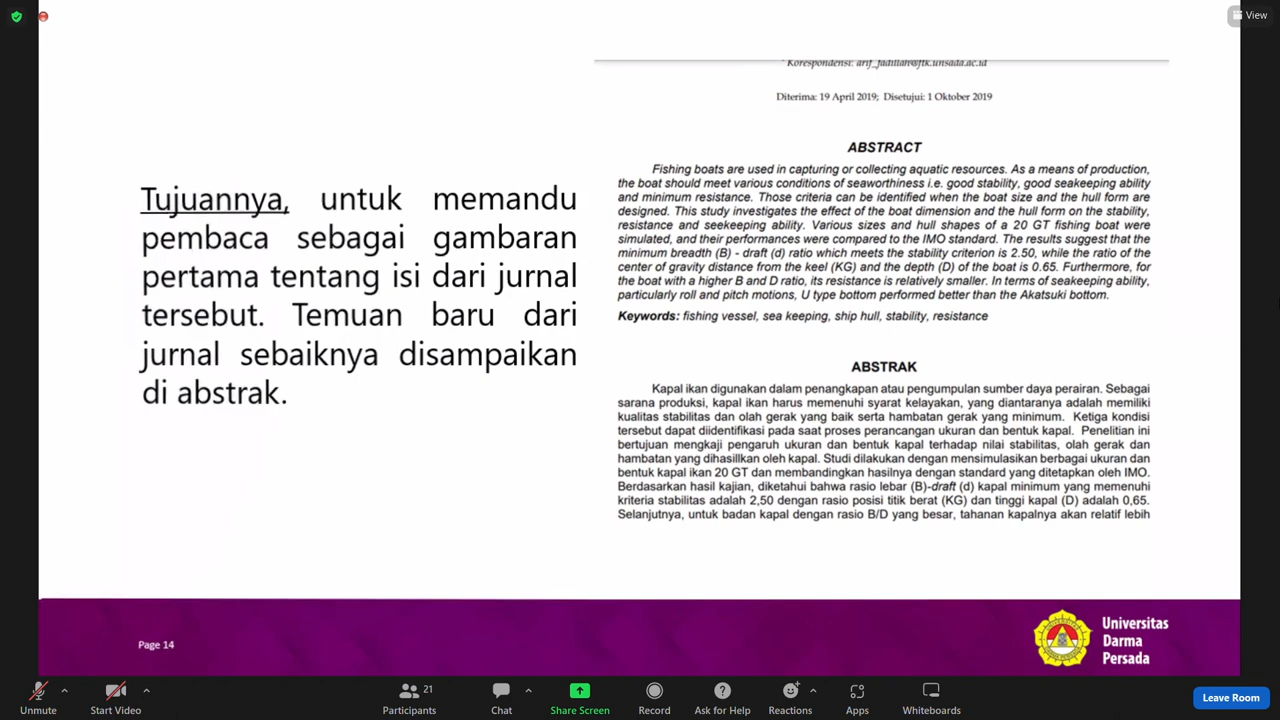 View
Tujuannya, untuk memandu
pembaca sebagai gambaran
pertama tentang isi dari jurnal
tersebut. Temuan baru dari
jurnal sebaiknya disampaikan
di abstrak.
* Korespondensi: arif_fadillah@ftk.unsada.ac.id
Diterima: 19 April 2019; Disetujui: 1 Oktober 2019
ABSTRACT
Fishing boats are used in capturing or collecting aquatic resources. As a means of production,
the boat should meet various conditions of seaworthiness i.e. good stability, good seakeeping ability
and minimum resistance. Those criteria can be identified when the boat size and the hull form are
designed. This study investigates the effect of the boat dimension and the hull form on the stability,
resistance and seekeeping ability. Various sizes and hull shapes of a 20 GT fishing boat were
simulated, and their performances were compared to the IMO standard. The results suggest that the
minimum breadth (B) - draft (d) ratio which meets the stability criterion is 2.50, while the ratio of the
center of gravity distance from the keel (KG) and the depth (D) of the boat is 0.65. Furthermore, for
the boat with a higher B and D ratio, its resistance is relatively smaller. In terms of seakeeping ability,
particularly roll and pitch motions, U type bottom performed better than the Akatsuki bottom.
Keywords: fishing vessel, sea keeping, ship hull, stability, resistance
ABSTRAK
Kapal ikan digunakan dalam penangkapan atau pengumpulan sumber daya perairan. Sebagai
sarana produksi, kapal ikan harus memenuhi syarat kelayakan, yang diantaranya adalah memiliki
kualitas stabilitas dan olah gerak yang baik serta hambatan gerak yang minimum. Ketiga kondisi
tersebut dapat diidentifikasi pada saat proses perancangan ukuran dan bentuk kapal. Penelitian ini
bertujuan mengkaji pengaruh ukuran dan bentuk kapal terhadap nilai stabilitas, olah gerak dan
hambatan yang dihasillkan oleh kapal. Studi dilakukan dengan mensimulasikan berbagai ukuran dan
bentuk kapal ikan 20 GT dan membandingkan hasilnya dengan standard yang ditetapkan oleh IMO.
Berdasarkan hasil kajian, diketahui bahwa rasio lebar (B)-draft (d) kapal minimum yang memenuhi
kriteria stabilitas adalah 2,50 dengan rasio posisi titik berat (KG) dan tinggi kapal (D) adalah 0,65.
Selanjutnya, untuk badan kapal dengan rasio B/D yang besar, tahanan kapalnya akan relatif lebih
Page 14
Universitas
Darma
Persada
Unmute
Start Video
21
Participants
Chat
Share Screen
Record
Ask for Help
Reactions
Apps
Whiteboards
Leave Room